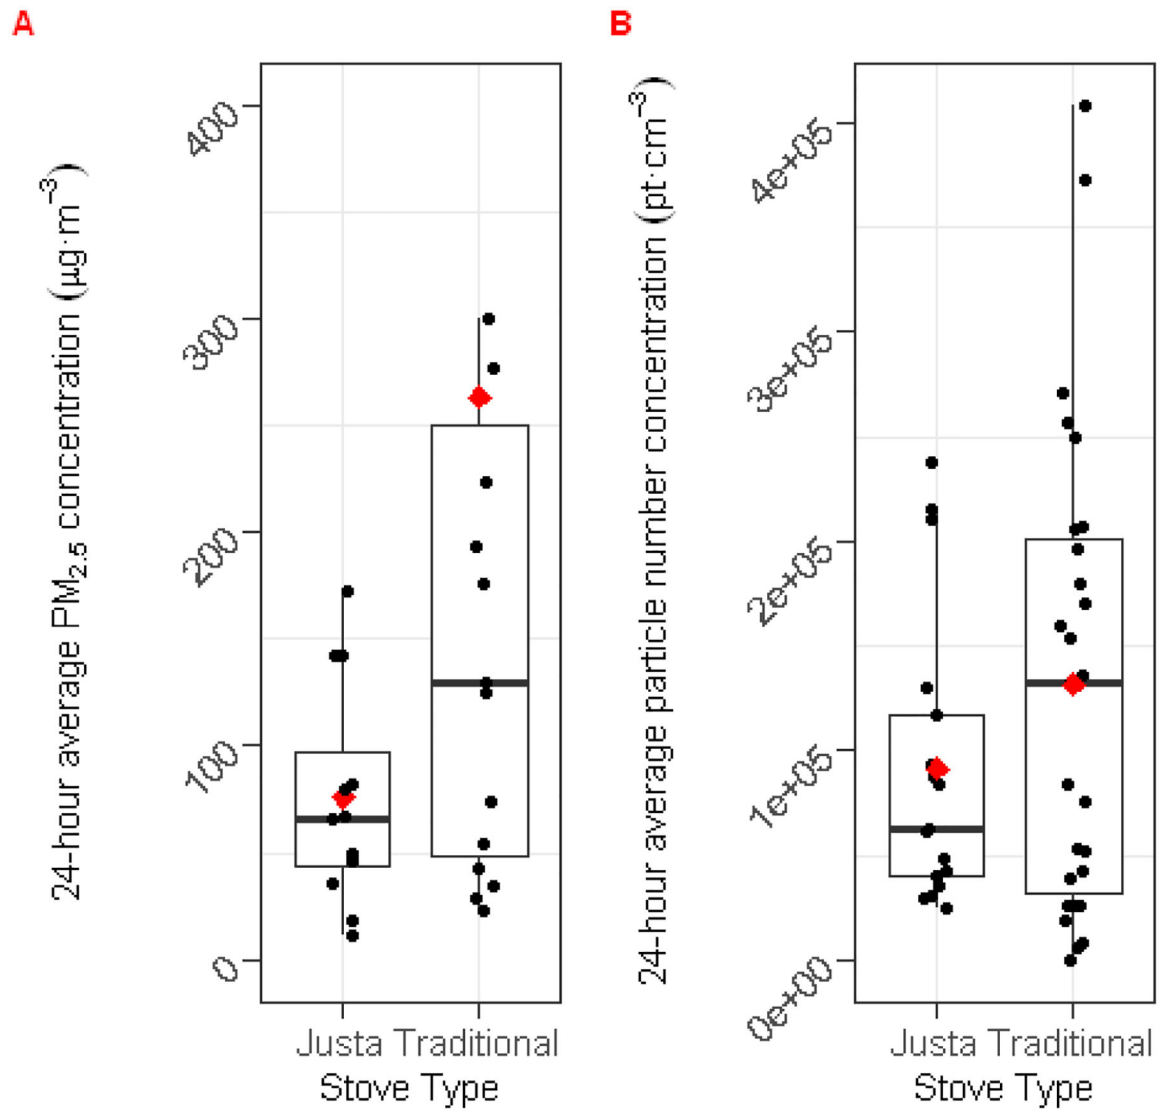 A
24-hour average PM2.5 concentration (µg·m−3)
400
300
200
100
0
Justa Traditional
Stove Type
B
24-hour average particle number concentration (pt·cm−3)
4e+05
3e+05
2e+05
1e+05
0e+00
Justa Traditional
Stove Type